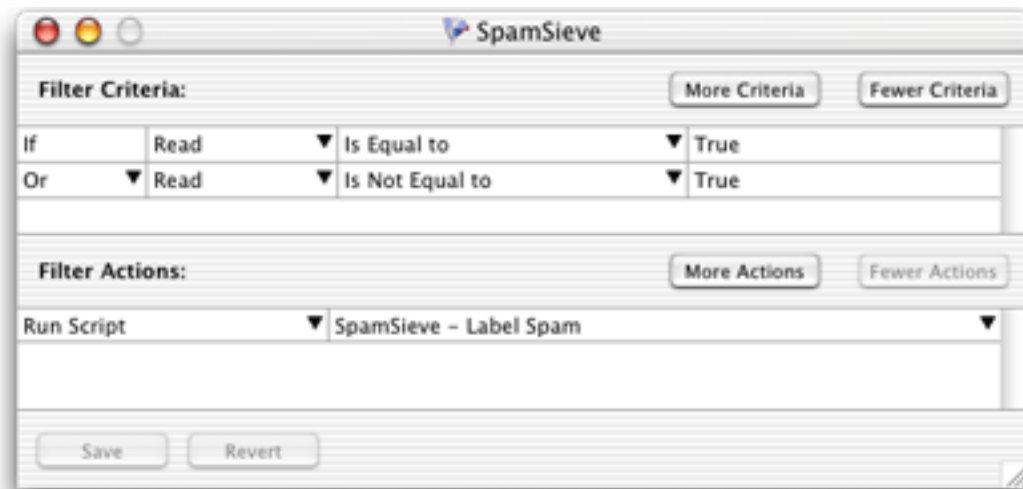 SpamSieve
Filter Criteria: More Criteria Fewer Criteria
If Read Is Equal to True
Or Read Is Not Equal to True
Filter Actions: More Actions Fewer Actions
Run Script SpamSieve – Label Spam
Save Revert